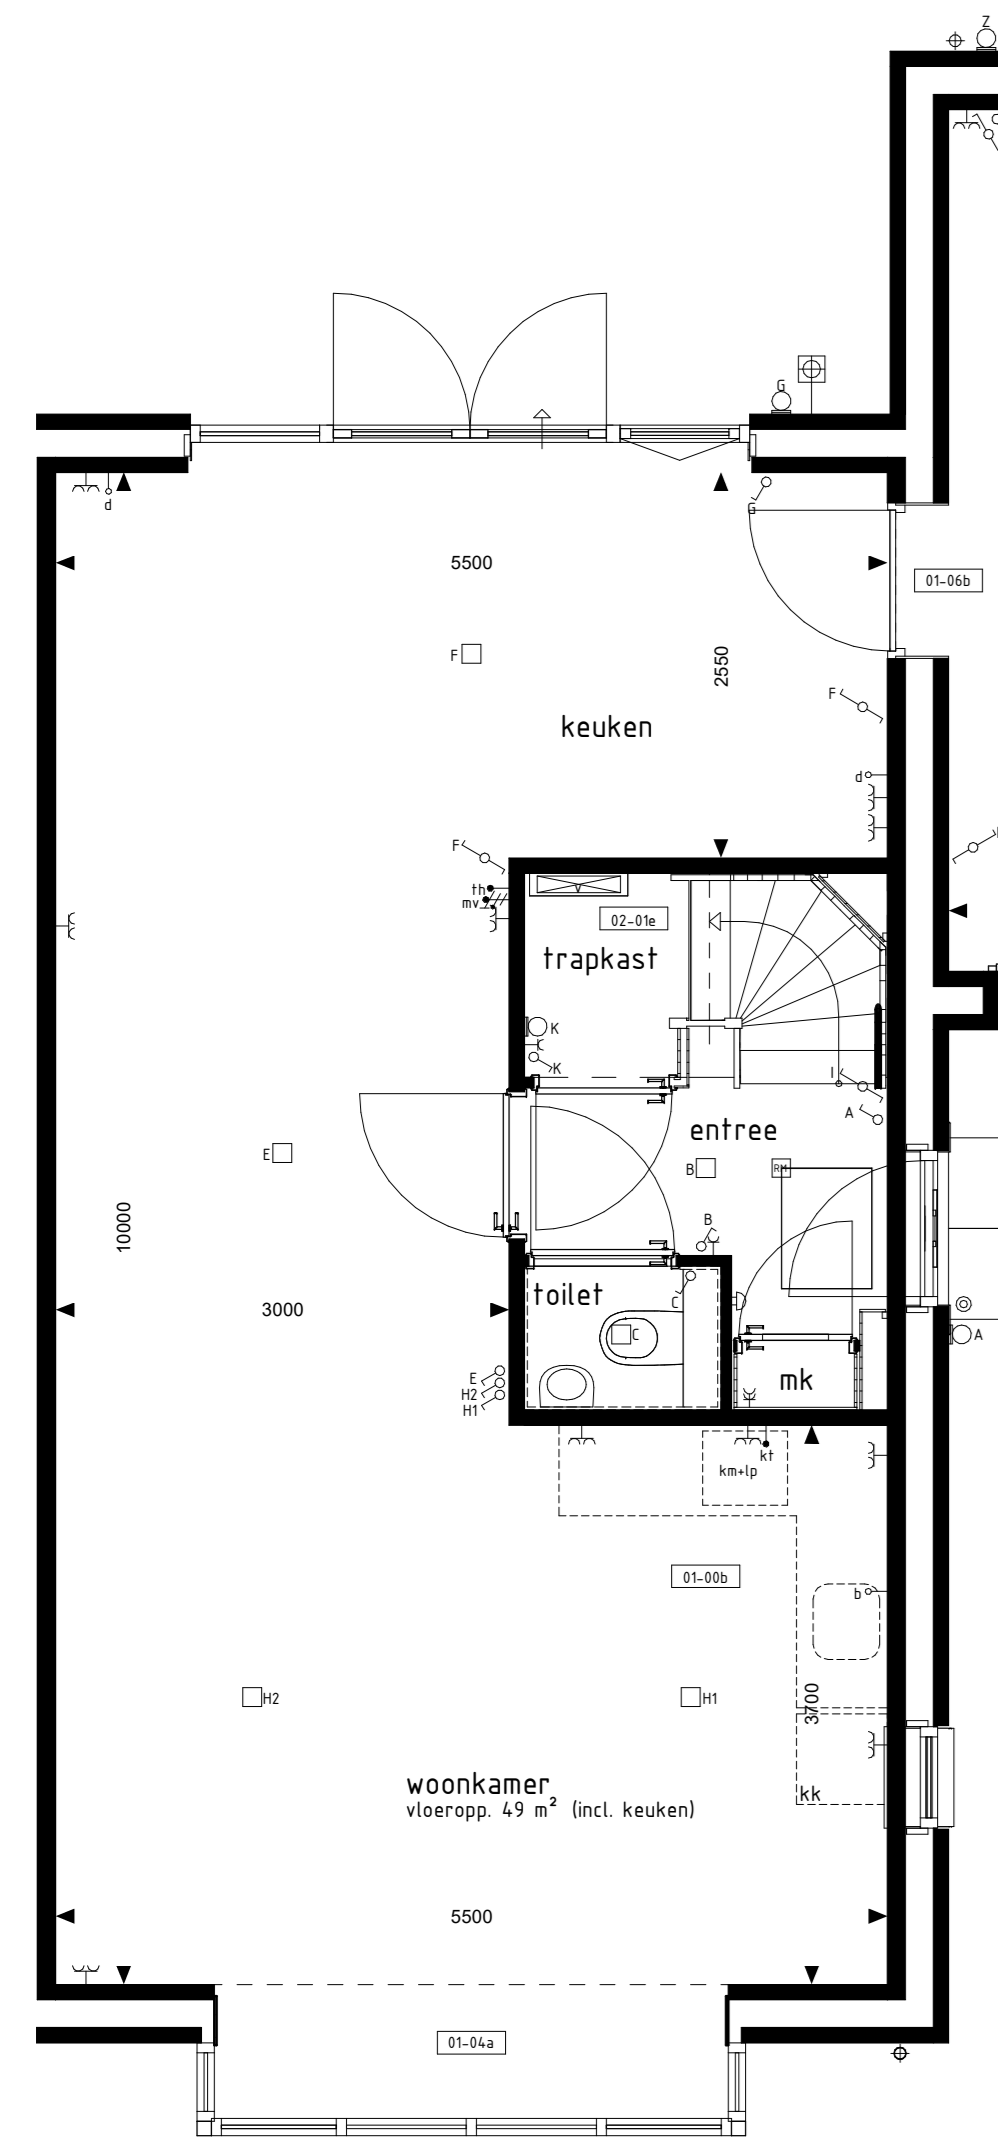 Z
G
d
G
5500
01-06b
F
2550
F
keuken
d
F
th
mv
v
02-01e
trapkast
K
K
I
A
entree
E
B
RM
B
10000
3000
toilet
C
C
A
E
H2
H1
mk
kt
km+lp
01-00b
b
H2
H1
3700
woonkamer
kk
vloeropp. 49 m² (incl. keuken)
5500
01-04a